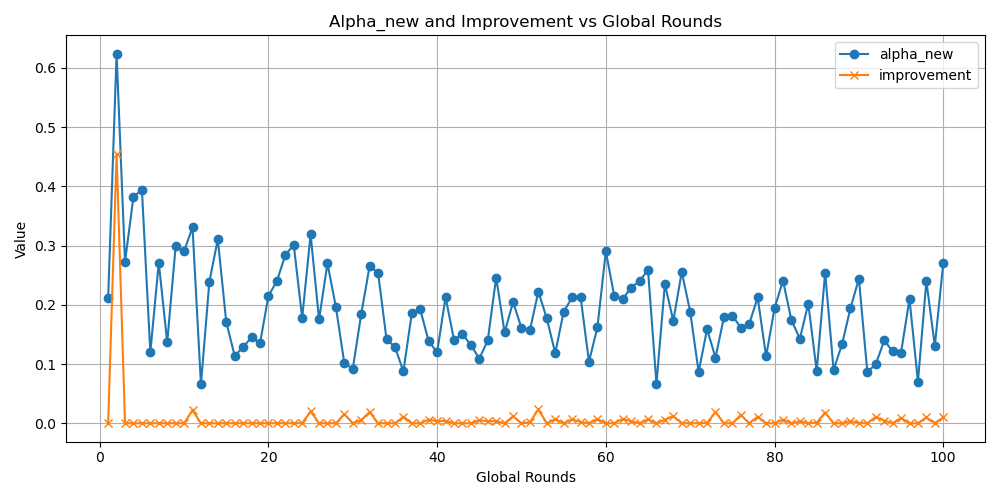 Alpha_new and Improvement vs Global Rounds
alpha_new
improvement
Value
0.6
0.5
0.4
0.3
0.2
0.1
0.0
0 20 40 60 80 100
Global Rounds